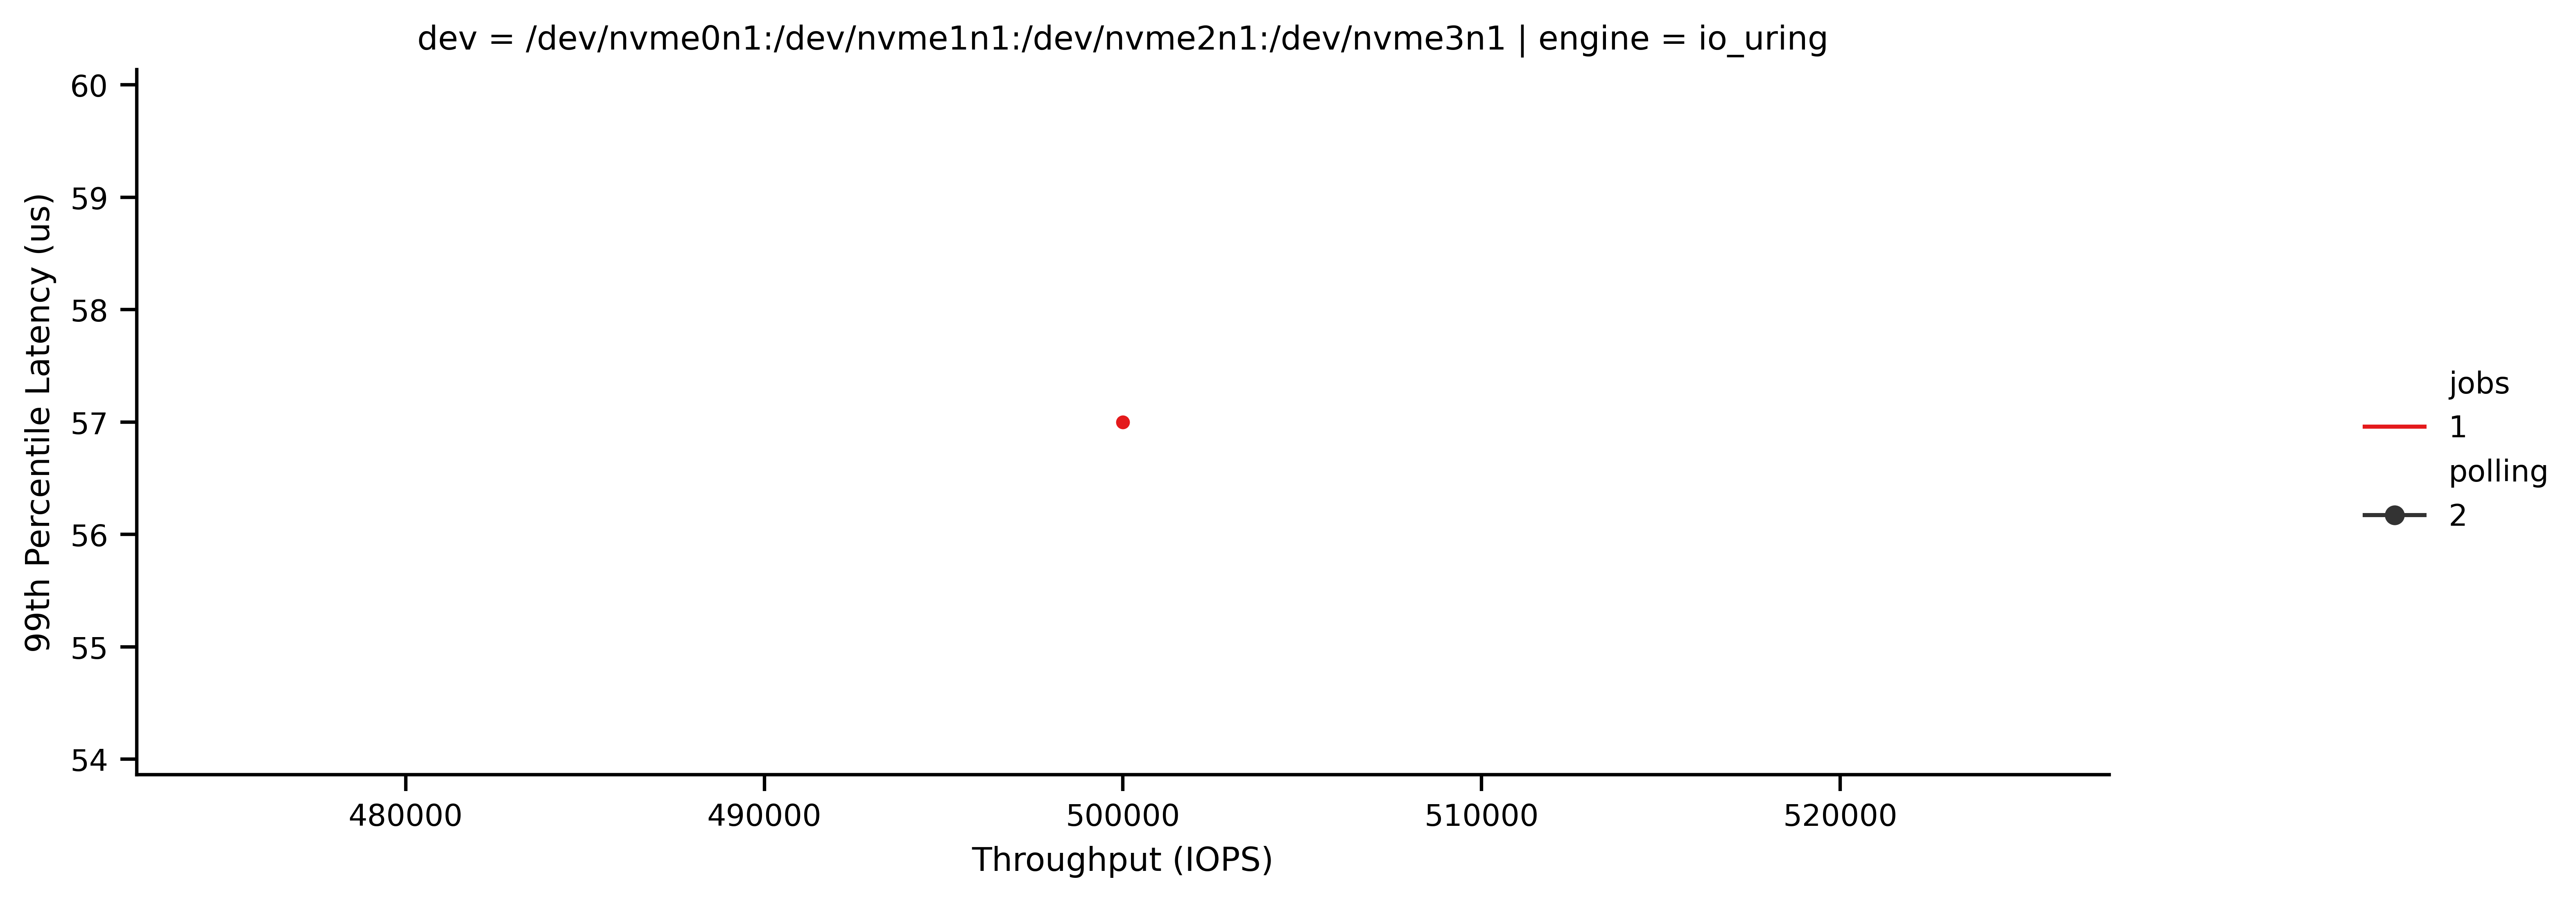 dev = /dev/nvme0n1:/dev/nvme1n1:/dev/nvme2n1:/dev/nvme3n1 | engine = io_uring
60
59
58
57
56
55
54
99th Percentile Latency (us)
480000 490000 500000 510000 520000
Throughput (IOPS)
jobs
1
polling
2